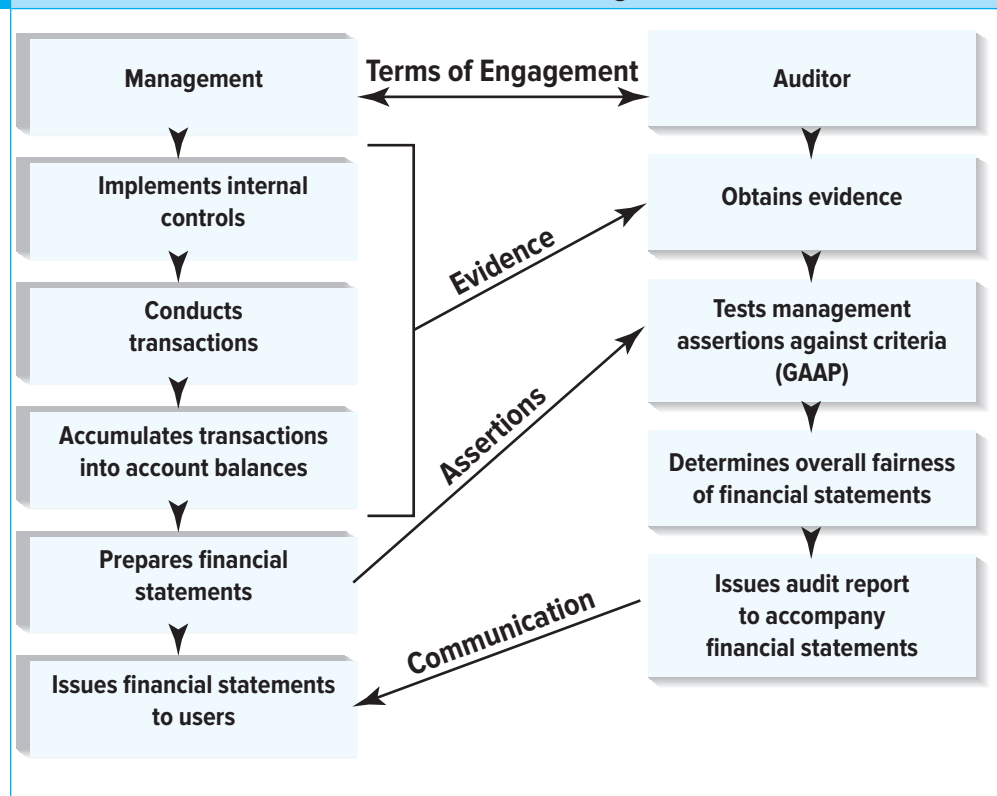 Management
Terms of Engagement
Auditor
Implements internal
controls
Obtains evidence
Evidence
Conducts
transactions
Tests management
assertions against criteria
(GAAP)
Assertions
Accumulates transactions
into account balances
Determines overall fairness
of financial statements
Prepares financial
statements
Issues audit report
to accompany
financial statements
Communication
Issues financial statements
to users